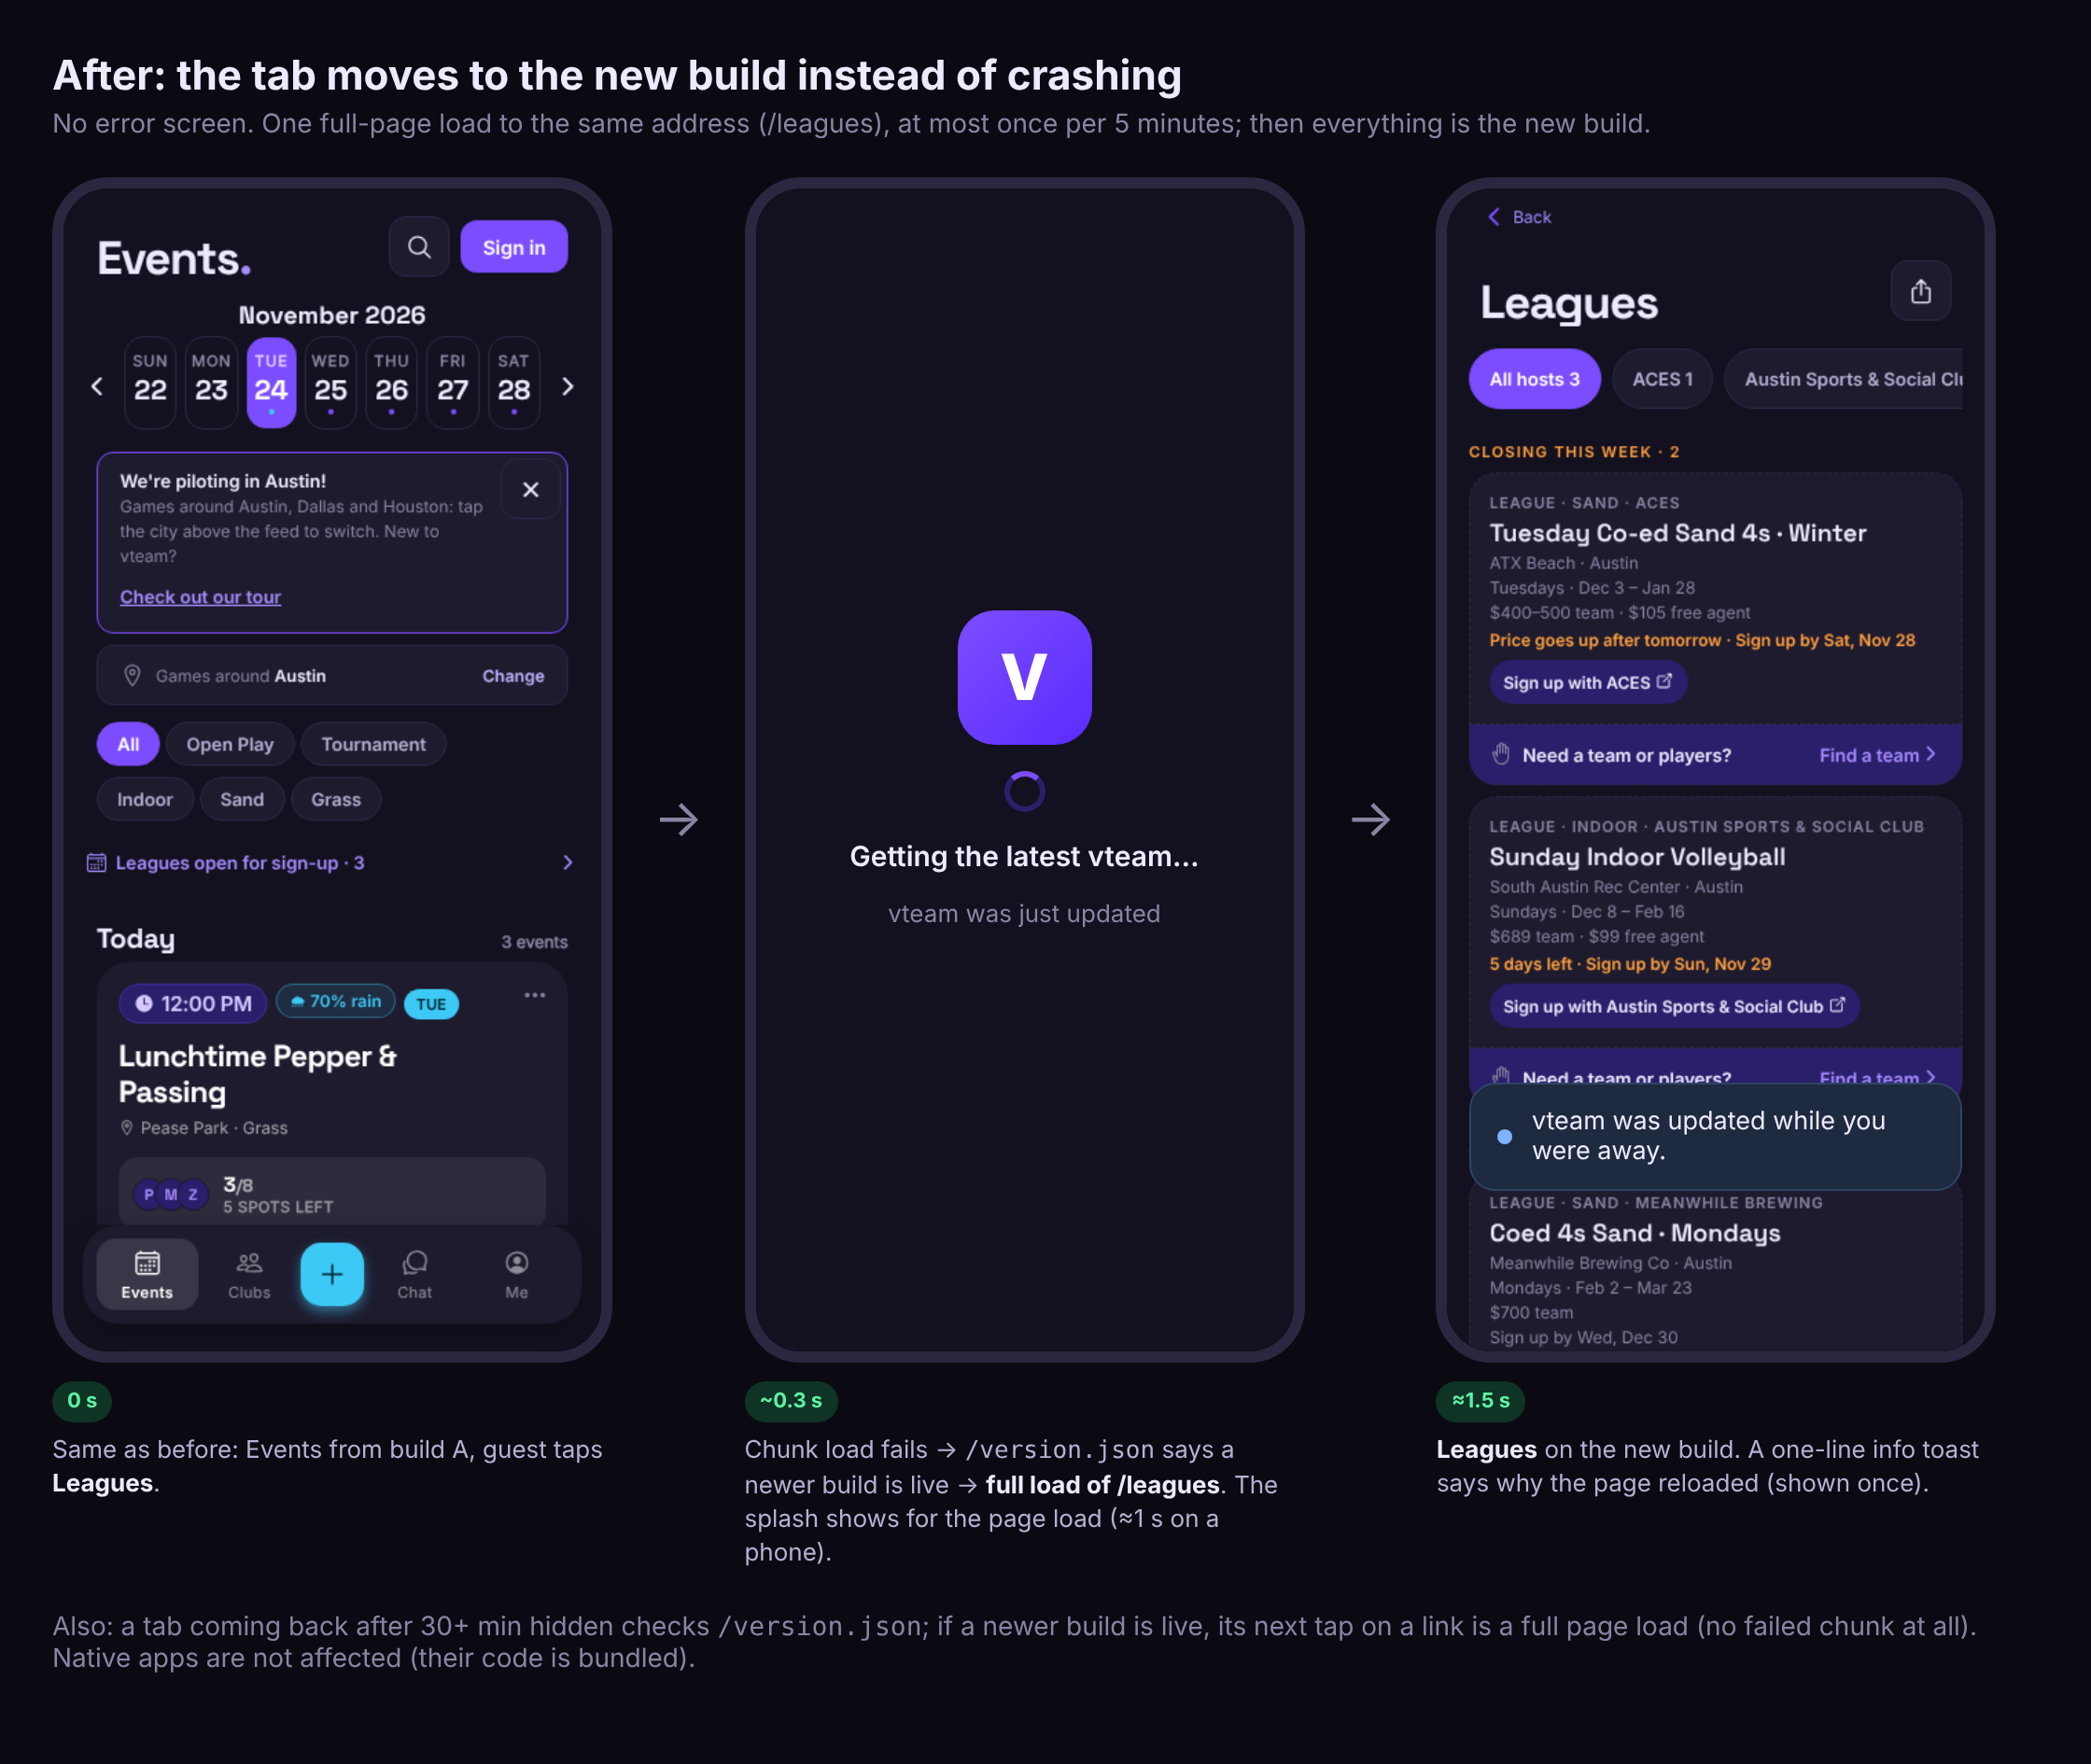 After: the tab moves to the new build instead of crashing
No error screen. One full-page load to the same address (/leagues), at most once per 5 minutes; then everything is the new build.
Events.
Sign in
November 2026
SUN MON TUE WED THU FRI SAT
22 23 24 25 26 27 28
We're piloting in Austin!
Games around Austin, Dallas and Houston: tap
the city above the feed to switch. New to
vteam?
Check out our tour
Games around Austin Change
All Open Play Tournament
Indoor Sand Grass
Leagues open for sign-up · 3
Today 3 events
12:00 PM 70% rain TUE
Lunchtime Pepper &
Passing
Pease Park · Grass
P M Z 3/8
5 SPOTS LEFT
Events Clubs Chat Me
0 s
Same as before: Events from build A, guest taps
Leagues.
→
V
Getting the latest vteam...
vteam was just updated
~0.3 s
Chunk load fails → /version.json says a
newer build is live → full load of /leagues. The
splash shows for the page load (≈1 s on a
phone).
→
Back
Leagues
All hosts 3 ACES 1 Austin Sports & Social Clu
CLOSING THIS WEEK · 2
LEAGUE · SAND · ACES
Tuesday Co-ed Sand 4s · Winter
ATX Beach · Austin
Tuesdays · Dec 3 – Jan 28
$400–500 team · $105 free agent
Price goes up after tomorrow · Sign up by Sat, Nov 28
Sign up with ACES
Need a team or players? Find a team
LEAGUE · INDOOR · AUSTIN SPORTS & SOCIAL CLUB
Sunday Indoor Volleyball
South Austin Rec Center · Austin
Sundays · Dec 8 – Feb 16
$689 team · $99 free agent
5 days left · Sign up by Sun, Nov 29
Sign up with Austin Sports & Social Club
Need a team or players? Find a team
vteam was updated while you
were away.
LEAGUE · SAND · MEANWHILE BREWING
Coed 4s Sand · Mondays
Meanwhile Brewing Co · Austin
Mondays · Feb 2 – Mar 23
$700 team
Sign up by Wed, Dec 30
≈1.5 s
Leagues on the new build. A one-line info toast
says why the page reloaded (shown once).
Also: a tab coming back after 30+ min hidden checks /version.json; if a newer build is live, its next tap on a link is a full page load (no failed chunk at all).
Native apps are not affected (their code is bundled).